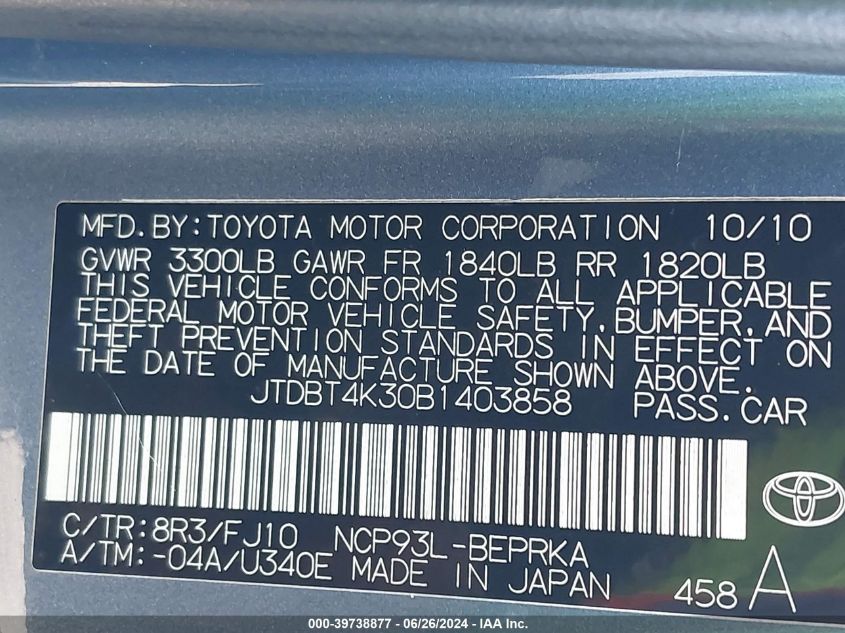 MFD.BY:TOYOTA MOTOR CORPORATION 10/10
GVWR 3300LB GAWR FR 1840LB RR 1820LB
THIS VEHICLE CONFORMS TO ALL APPLICABLE
FEDERAL MOTOR VEHICLE SAFETY,BUMPER,AND
THEFT PREVENTION STANDARDS IN EFFECT ON
THE DATE OF MANUFACTURE SHOWN ABOVE.
JTDBT4K30B1403858 PASS.CAR
C/TR:8R3/FJ10 NCP93L-BEPRKA
A/TM:-04A/U340E MADE IN JAPAN 458 A
000-39738877 - 06/26/2024 - IAA Inc.